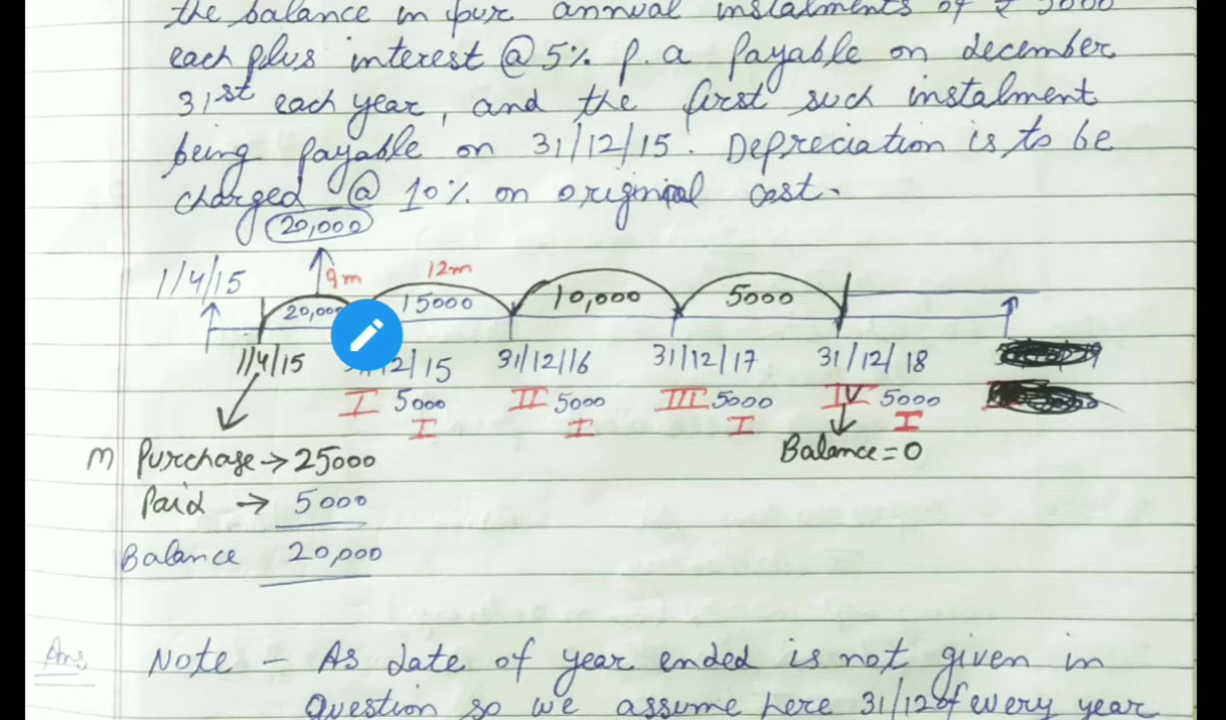 the balance in four annual instalments of ₹ 5000
each plus interest @ 5% p.a payable on december
31st each year, and the first such instalment
being payable on 31/12/15. Depreciation is to be
charged @ 10% on original cost.
20,000
1/4/15 9m 12m
20,000 15000 10,000 5000
1/4/15 12/15 31/12/16 31/12/17 31/12/18
I 5000 II 5000 III 5000 IV 5000
I I I I
Balance = 0
m Purchase → 25000
Paid → 5000
Balance 20,000
Ans Note - As date of year ended is not given in
question so we assume here 31/12 of every year